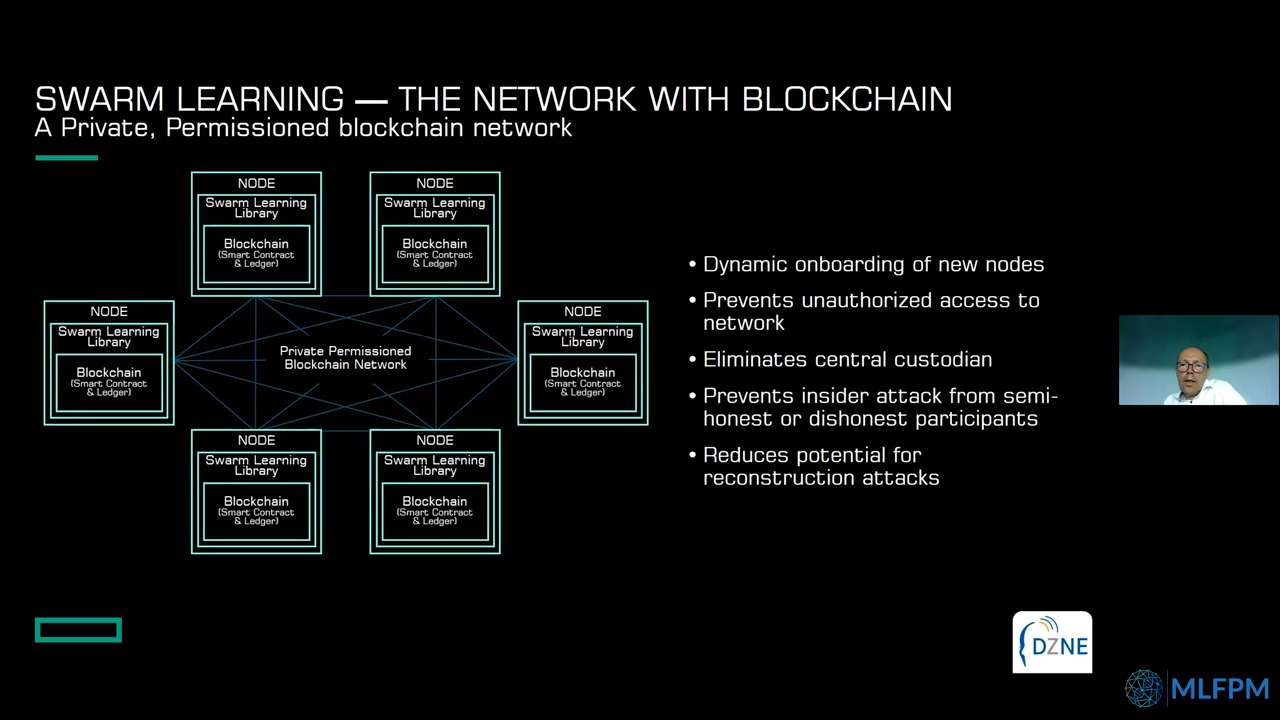 SWARM LEARNING — THE NETWORK WITH BLOCKCHAIN
A Private, Permissioned blockchain network
NODE
Swarm Learning
Library
Blockchain
(Smart Contract
& Ledger)
NODE
Swarm Learning
Library
Blockchain
(Smart Contract
& Ledger)
NODE
Swarm Learning
Library
Blockchain
(Smart Contract
& Ledger)
Private Permissioned
Blockchain Network
NODE
Swarm Learning
Library
Blockchain
(Smart Contract
& Ledger)
NODE
Swarm Learning
Library
Blockchain
(Smart Contract
& Ledger)
NODE
Swarm Learning
Library
Blockchain
(Smart Contract
& Ledger)
• Dynamic onboarding of new nodes
• Prevents unauthorized access to
network
• Eliminates central custodian
• Prevents insider attack from semi-
honest or dishonest participants
• Reduces potential for
reconstruction attacks
DZNE
MLFPM